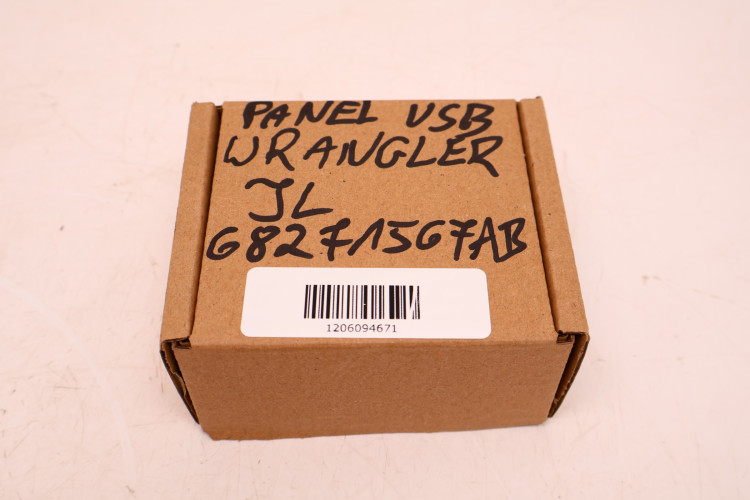 PANEL USB
WRANGLER
JL
68271567AB
1206094671